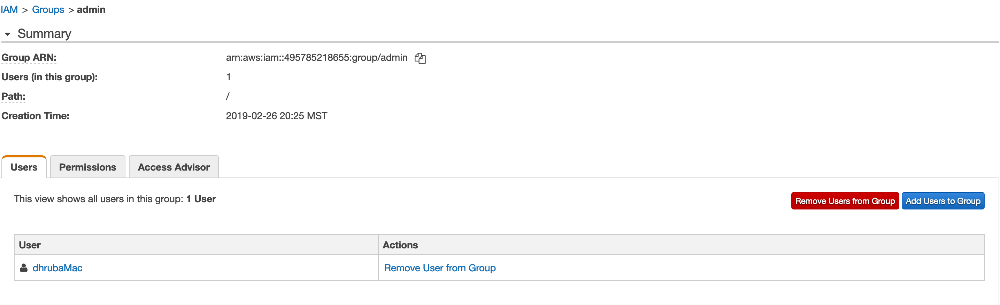 IAM > Groups > admin
Summary
Group ARN: arn:aws:iam::495785218655:group/admin
Users (in this group): 1
Path: /
Creation Time: 2019-02-26 20:25 MST
Users Permissions Access Advisor
This view shows all users in this group: 1 User Remove Users from Group Add Users to Group
User Actions
dhrubaMac Remove User from Group